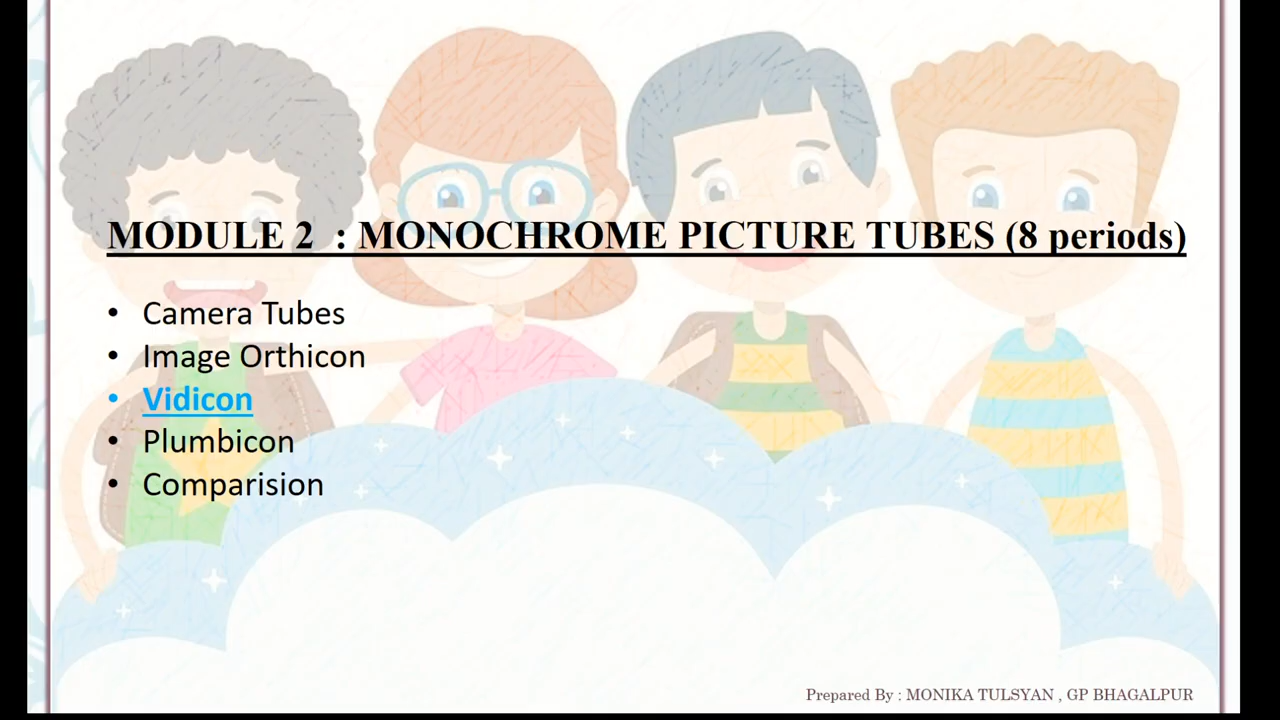 MODULE 2 : MONOCHROME PICTURE TUBES (8 periods)
• Camera Tubes
• Image Orthicon
• Vidicon
• Plumbicon
• Comparision
Prepared By : MONIKA TULSYAN , GP BHAGALPUR